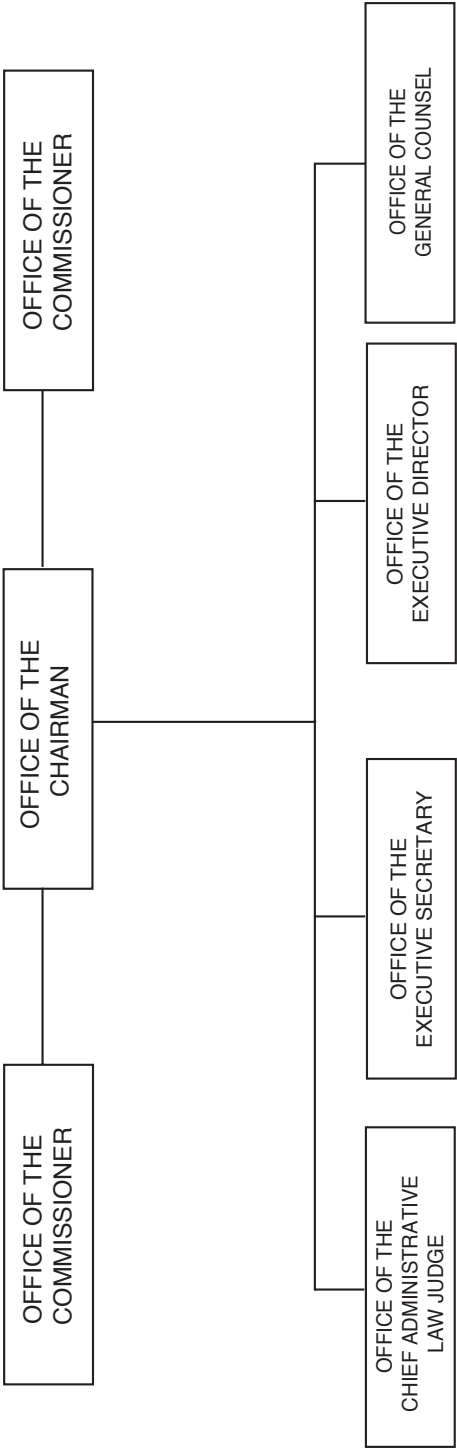 OFFICE OF THE
COMMISSIONER
OFFICE OF THE
CHAIRMAN
OFFICE OF THE
COMMISSIONER
OFFICE OF THE
CHIEF ADMINISTRATIVE
LAW JUDGE
OFFICE OF THE
EXECUTIVE SECRETARY
OFFICE OF THE
EXECUTIVE DIRECTOR
OFFICE OF THE
GENERAL COUNSEL